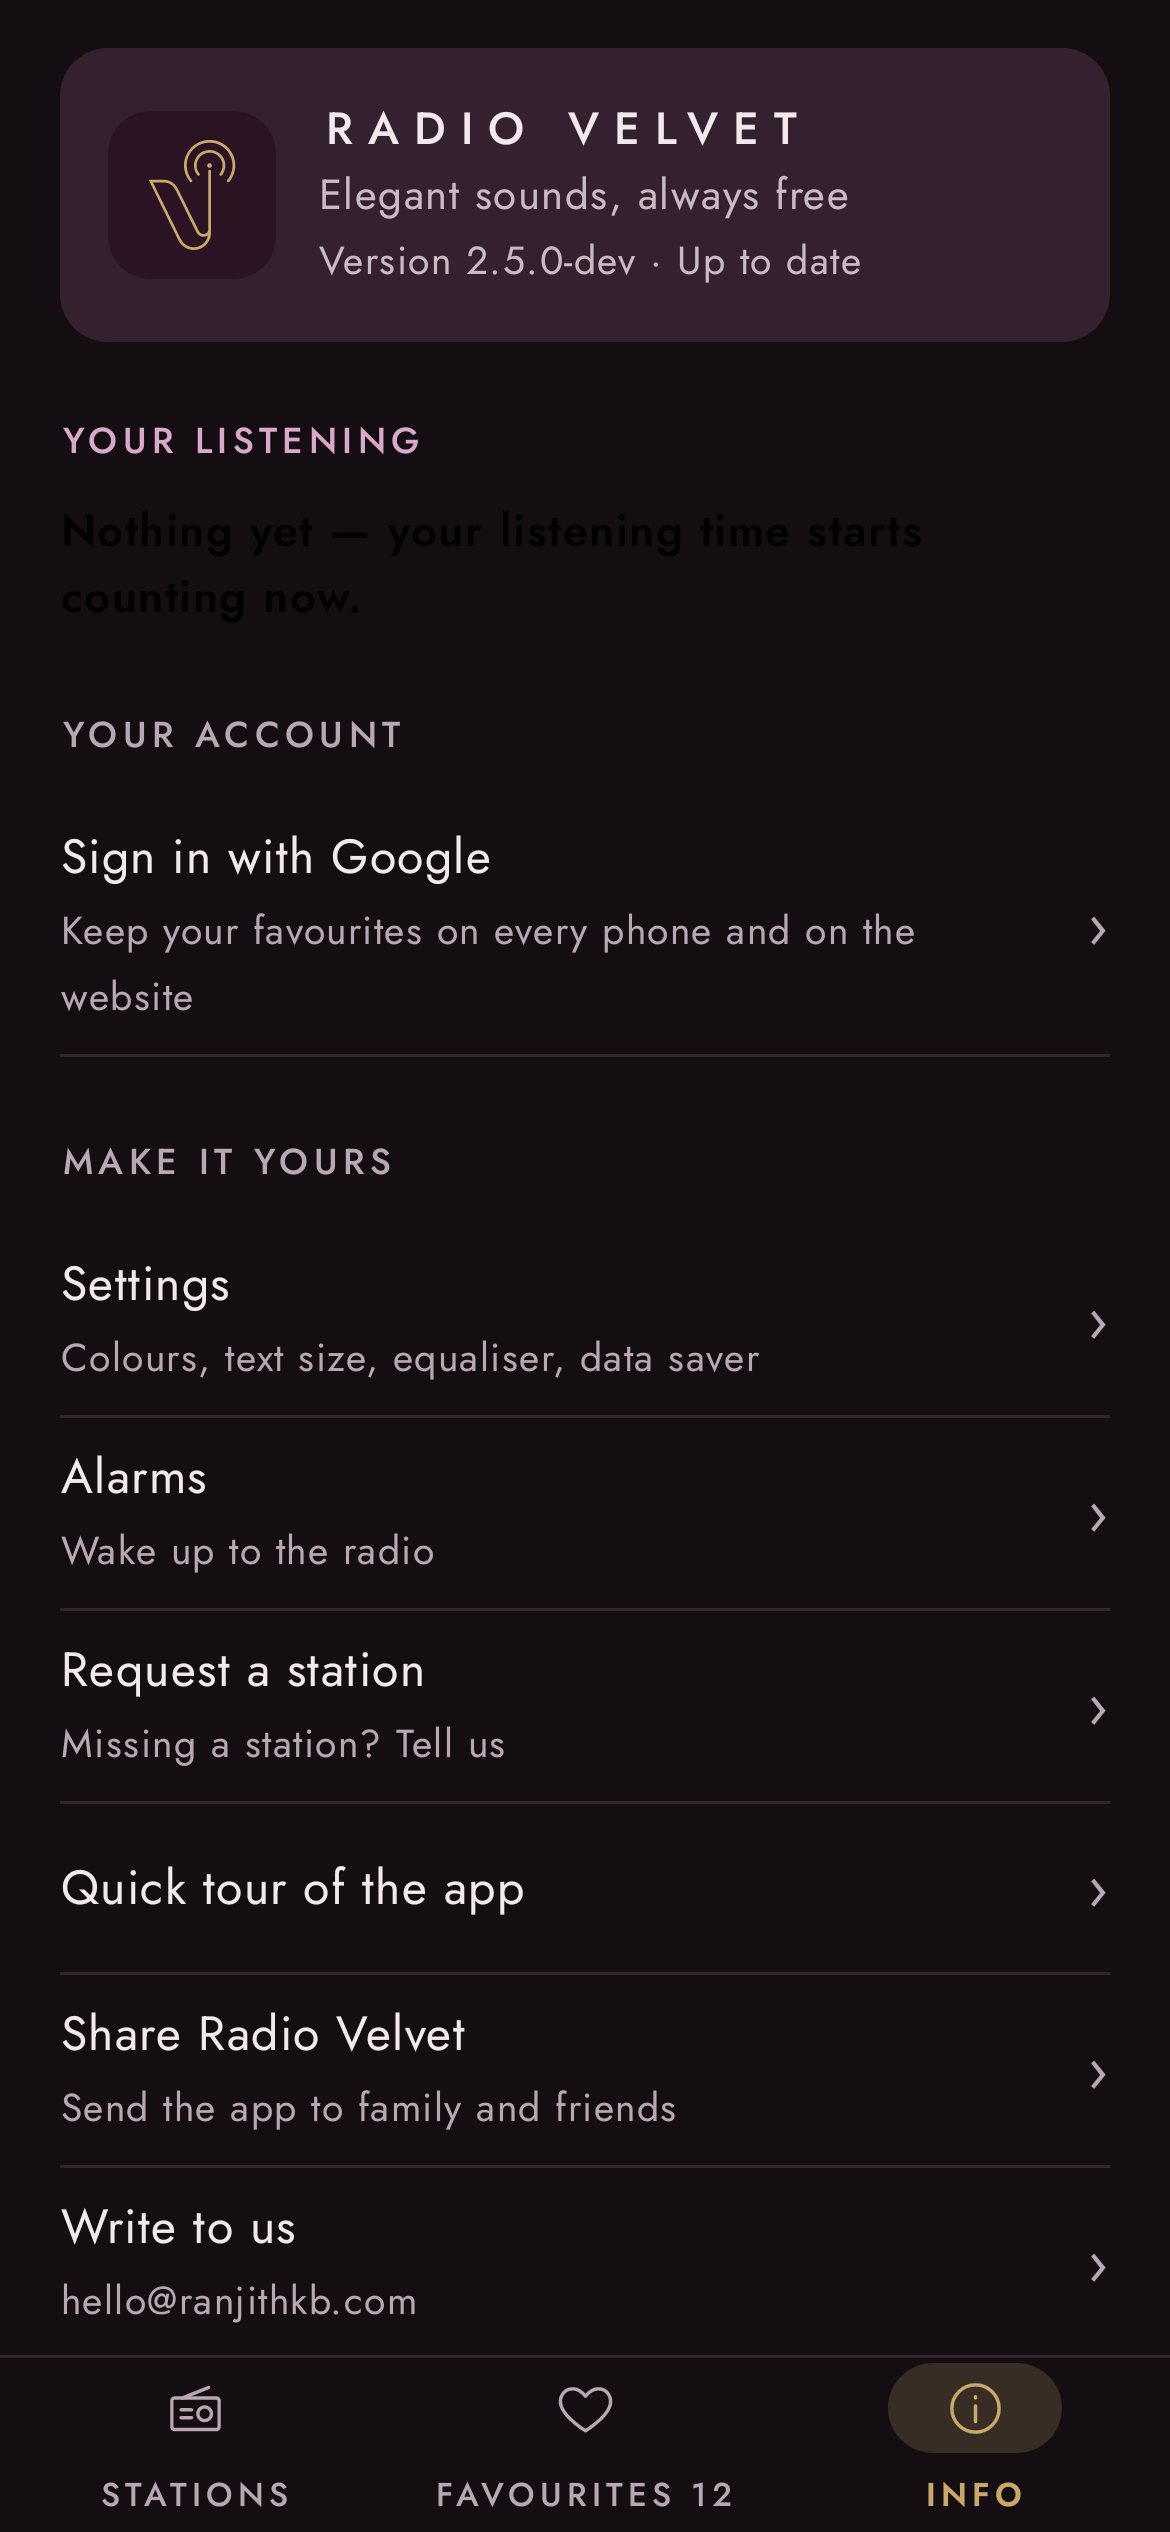 RADIO VELVET
Elegant sounds, always free
Version 2.5.0-dev · Up to date
YOUR LISTENING
Nothing yet — your listening time starts
counting now.
YOUR ACCOUNT
Sign in with Google
Keep your favourites on every phone and on the
website
MAKE IT YOURS
Settings
Colours, text size, equaliser, data saver
Alarms
Wake up to the radio
Request a station
Missing a station? Tell us
Quick tour of the app
Share Radio Velvet
Send the app to family and friends
Write to us
hello@ranjithkb.com
STATIONS
FAVOURITES 12
INFO